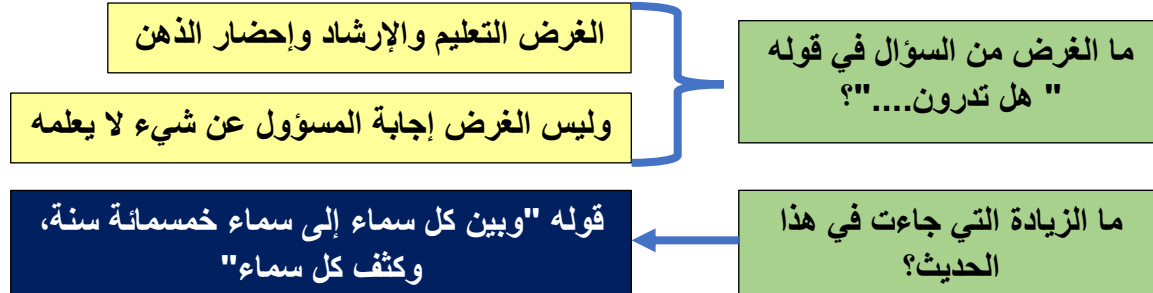 ما الغرض من السؤال في قوله
" هل تدرون...."؟
الغرض التعليم والإرشاد وإحضار الذهن
وليس الغرض إجابة المسؤول عن شيء لا يعلمه
ما الزيادة التي جاءت في هذا
الحديث؟
قوله "وبين كل سماء إلى سماء خمسمائة سنة،
وكثف كل سماء"